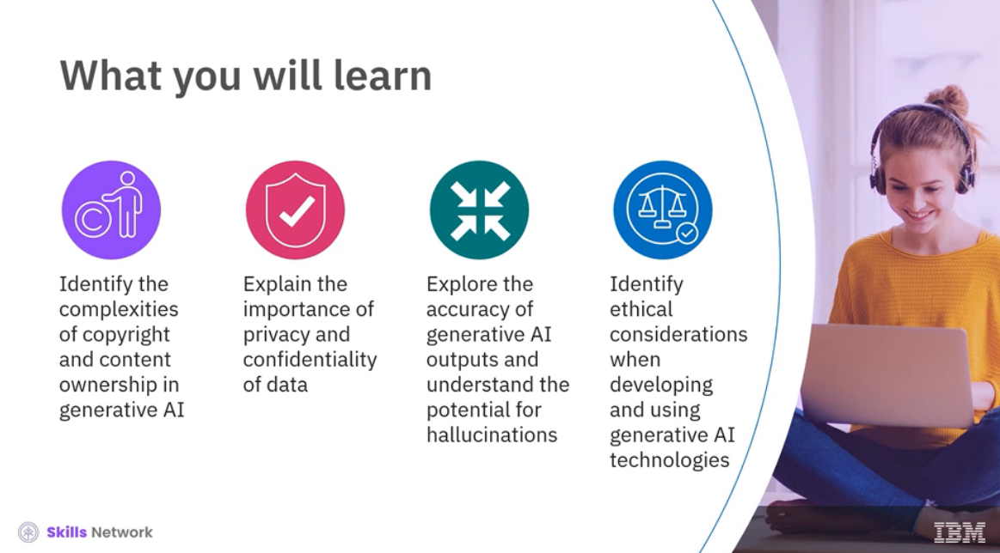 What you will learn
Identify the
complexities
of copyright
and content
ownership in
generative AI
Explain the
importance of
privacy and
confidentiality
of data
Explore the
accuracy of
generative AI
outputs and
understand the
potential for
hallucinations
Identify
ethical
considerations
when
developing
and using
generative AI
technologies
Skills Network
IBM